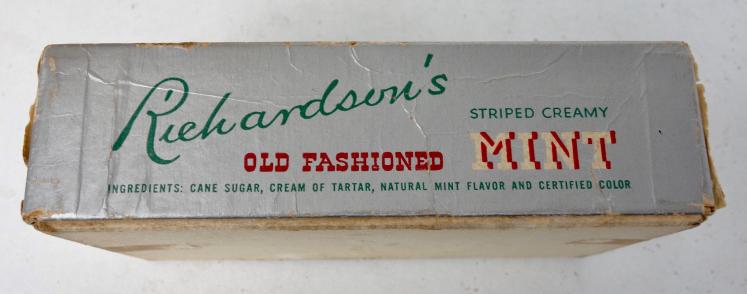 Richardson's
STRIPED CREAMY
OLD FASHIONED MINT
INGREDIENTS: CANE SUGAR, CREAM OF TARTAR, NATURAL MINT FLAVOR AND CERTIFIED COLOR